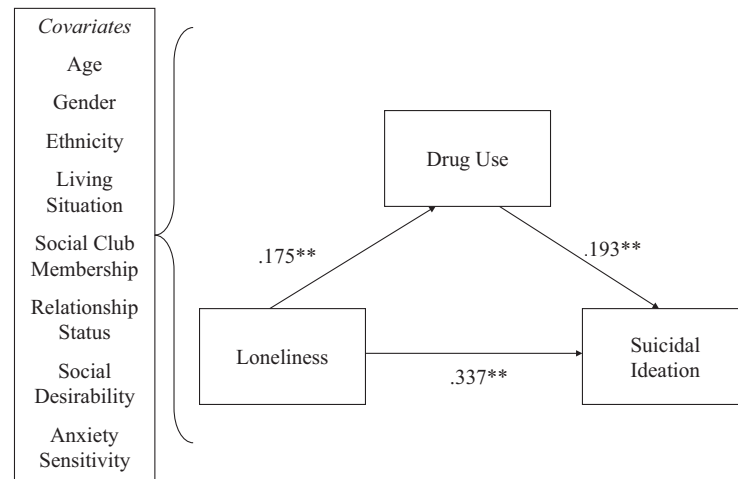 Covariates
Age
Gender
Ethnicity
Living
Situation
Social Club
Membership
Relationship
Status
Social
Desirability
Anxiety
Sensitivity
Drug Use
.175**
.193**
Loneliness
.337**
Suicidal
Ideation